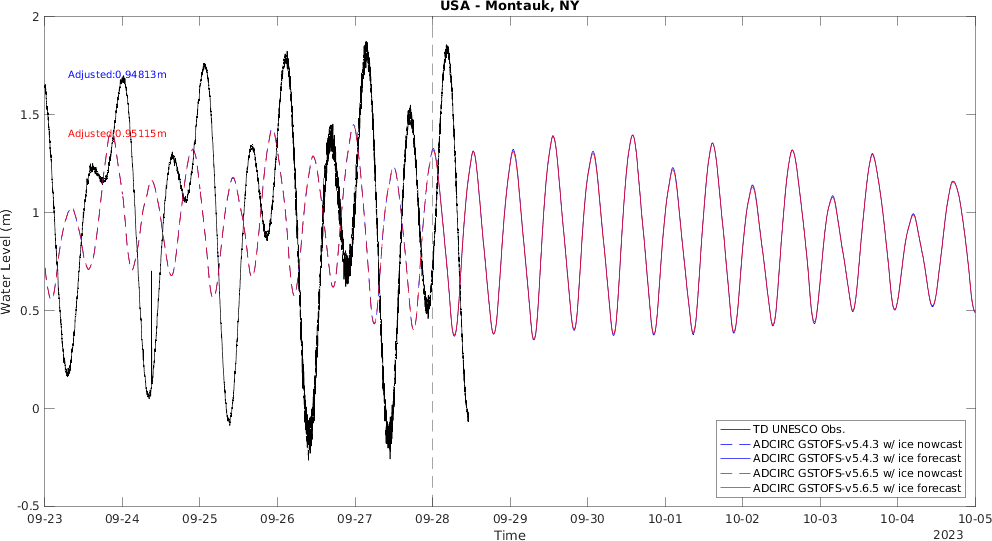 USA - Montauk, NY
2
1.5
1
0.5
0
-0.5
Water Level (m)
Adjusted:0.94813m
Adjusted:0.95115m
TD UNESCO Obs.
ADCIRC GSTOFS-v5.4.3 w/ ice nowcast
ADCIRC GSTOFS-v5.4.3 w/ ice forecast
ADCIRC GSTOFS-v5.6.5 w/ ice nowcast
ADCIRC GSTOFS-v5.6.5 w/ ice forecast
09-23 09-24 09-25 09-26 09-27 09-28 09-29 09-30 10-01 10-02 10-03 10-04 10-05
Time
2023